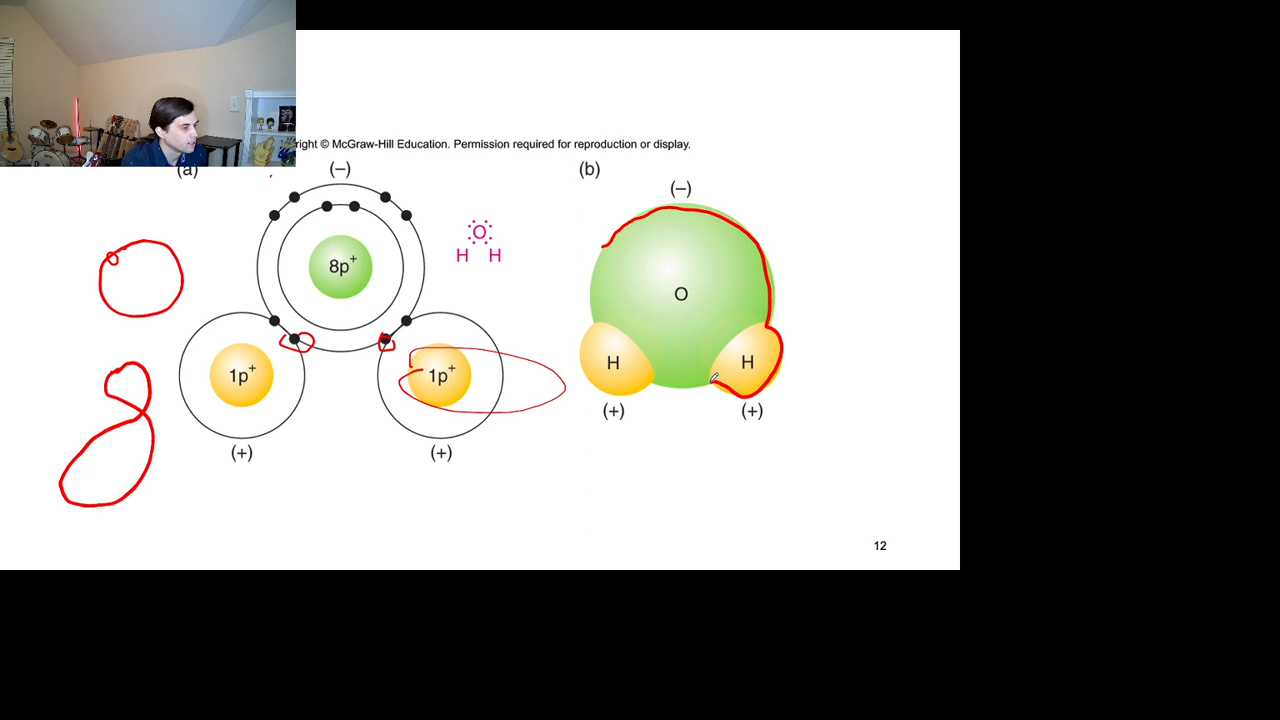 right © McGraw-Hill Education. Permission required for reproduction or display.
(a)
(–)
8p+
1p+
1p+
(+)
(+)
O
H H
(b)
(–)
O
H
H
(+)
(+)
12